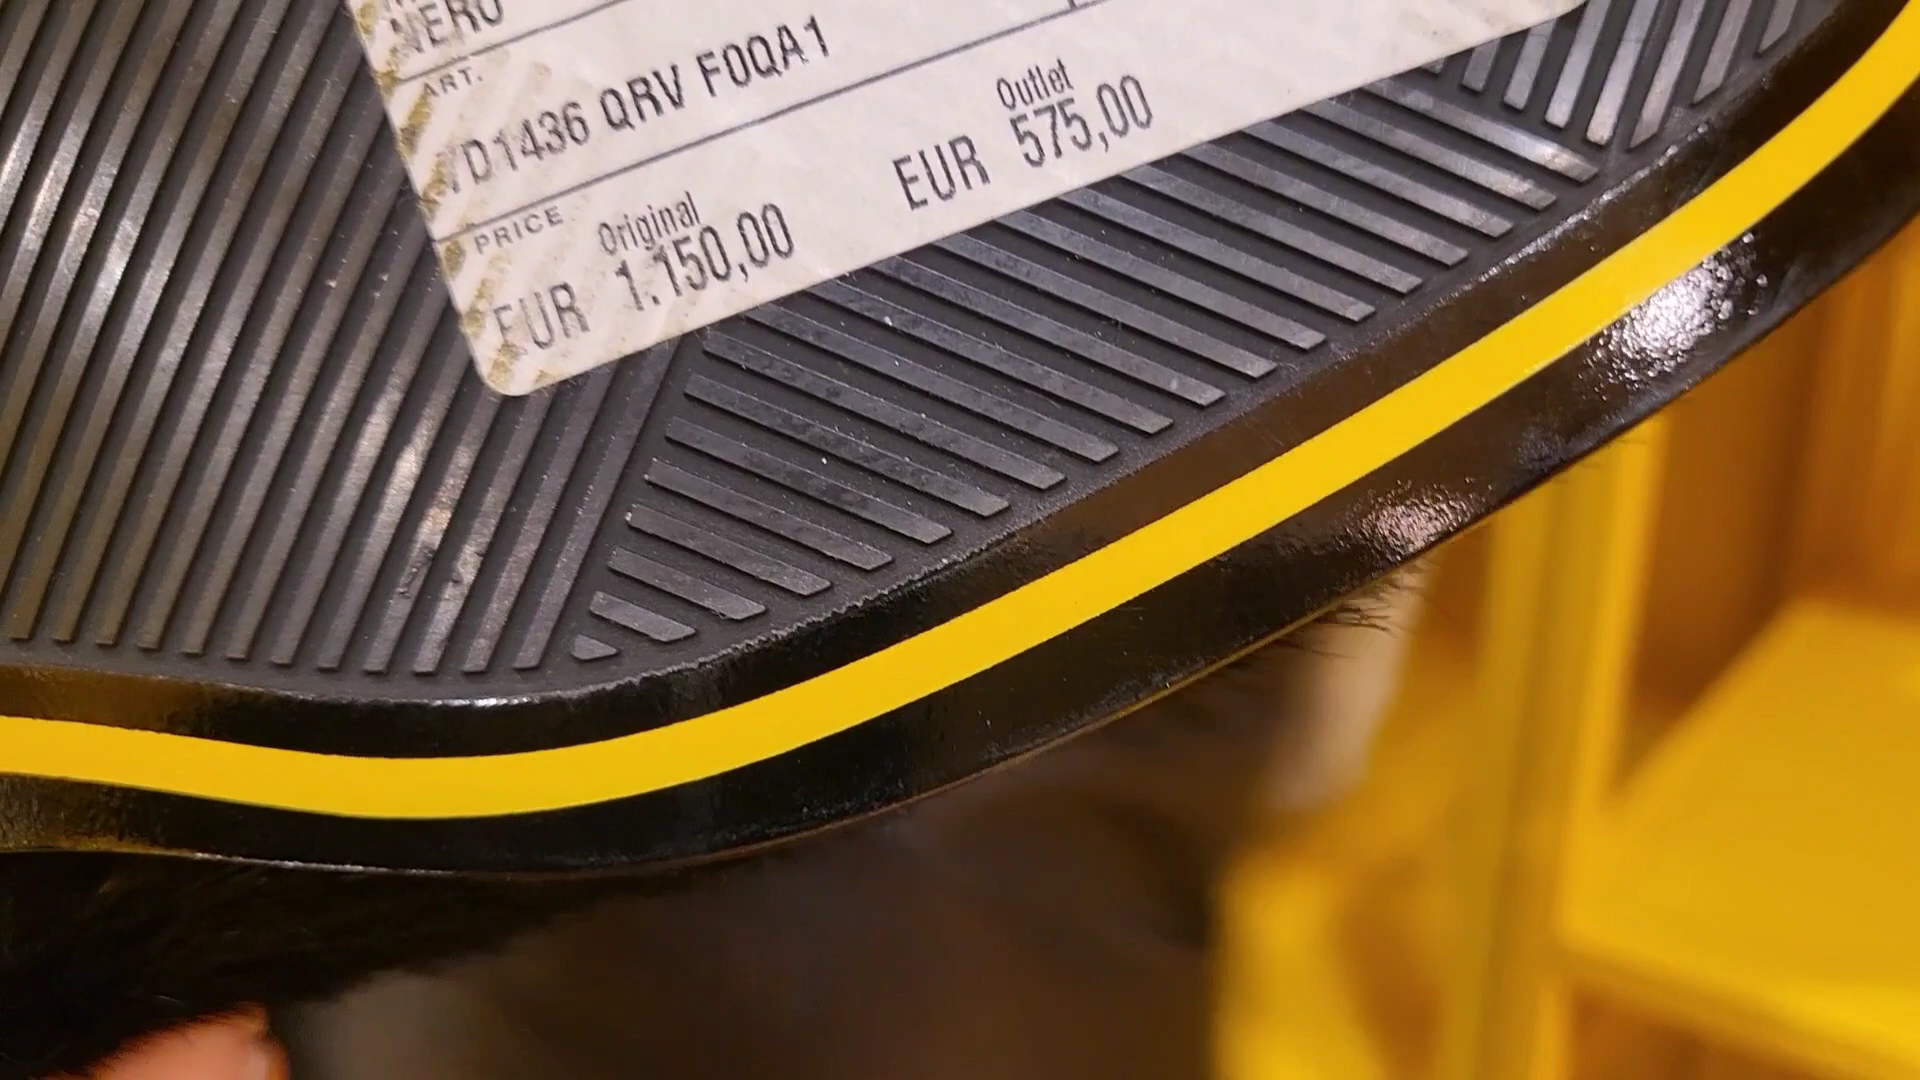 NERO
ART.
D1436 QRV F0QA1
PRICE
Original
EUR 1.150,00
Outlet
EUR 575,00